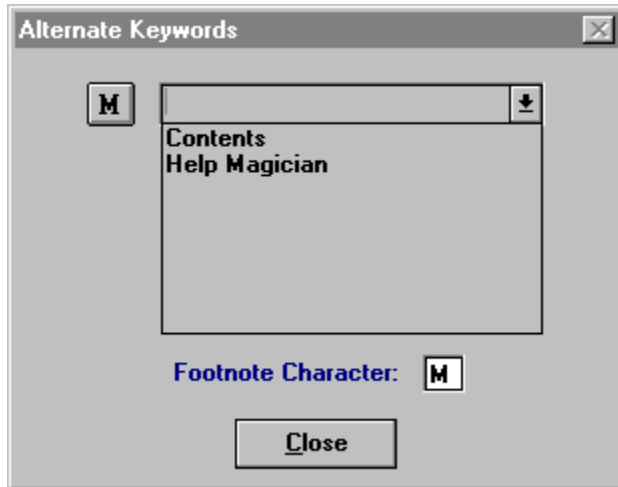 Alternate Keywords
M
Contents
Help Magician
Footnote Character: M
Close